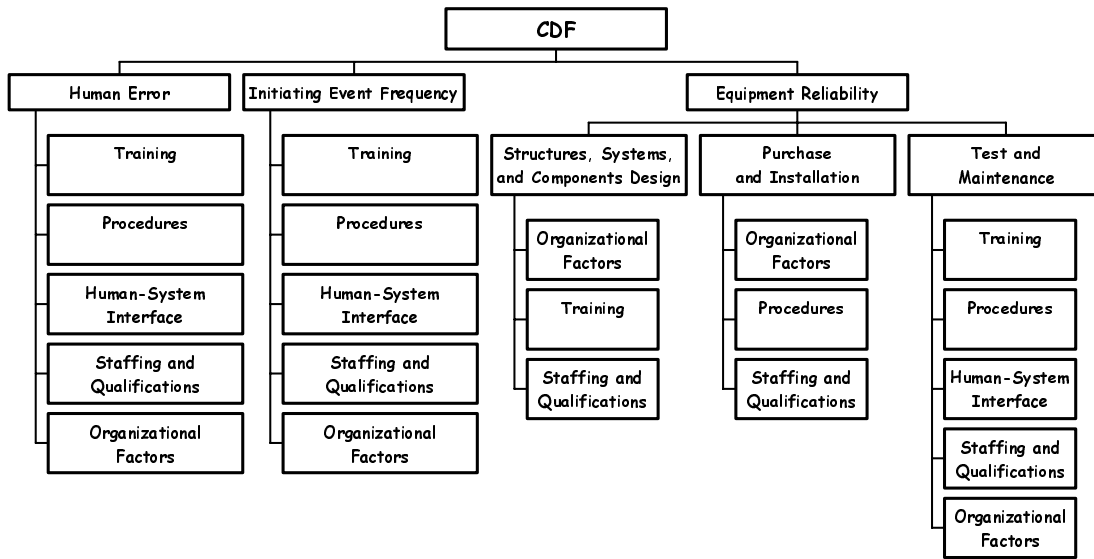 CDF
Human Error
Initiating Event Frequency
Equipment Reliability
Training
Procedures
Human-System
Interface
Staffing and
Qualifications
Organizational
Factors
Training
Procedures
Human-System
Interface
Staffing and
Qualifications
Organizational
Factors
Structures, Systems,
and Components Design
Organizational
Factors
Training
Staffing and
Qualifications
Purchase
and Installation
Organizational
Factors
Procedures
Staffing and
Qualifications
Test and
Maintenance
Training
Procedures
Human-System
Interface
Staffing and
Qualifications
Organizational
Factors